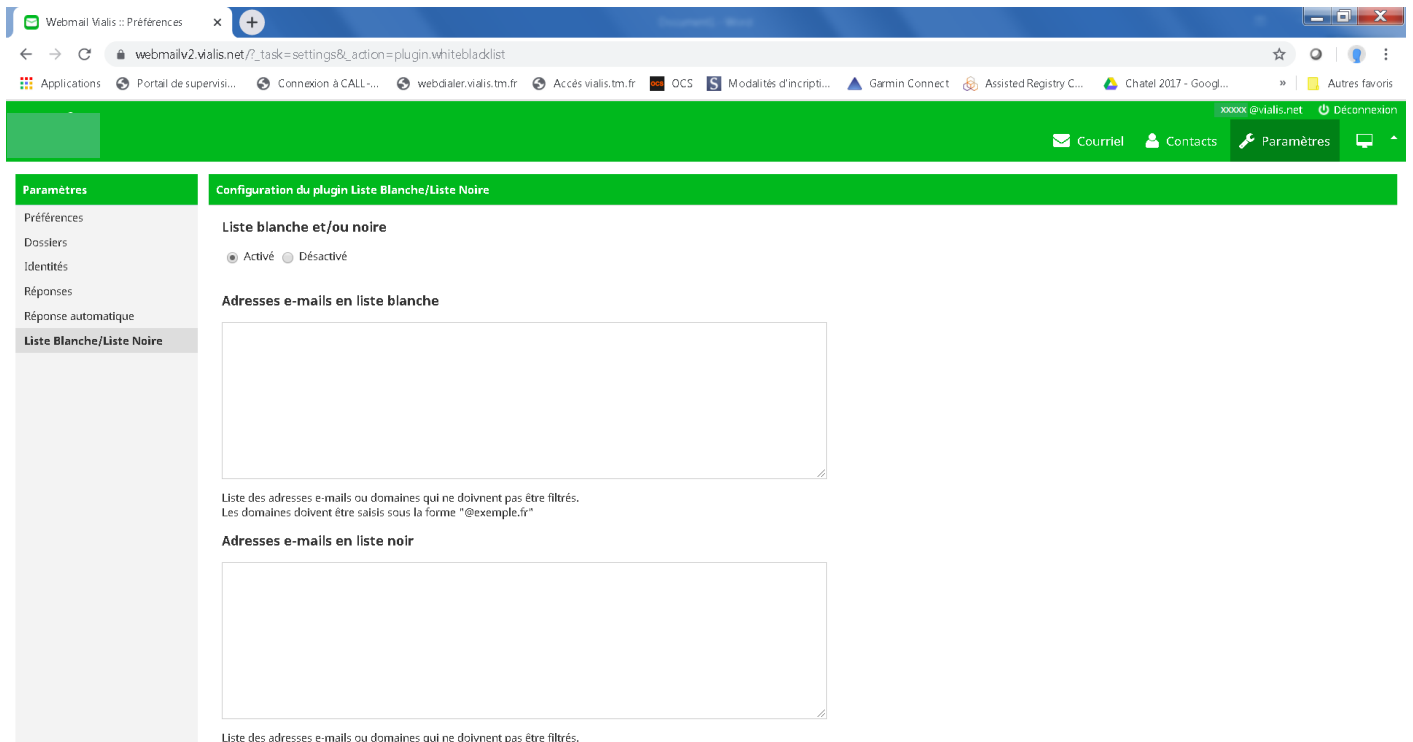 Webmail Vialis :: Préférences
webmailv2.vialis.net/?_task=settings&_action=plugin.whiteblacklist
Applications Portail de supervisi... Connexion à CALL-... webdialer.vialis.tm.fr Accès vialis.tm.fr ocs OCS S Modalités d'incripti... Garmin Connect Assisted Registry C... Chatel 2017 - Googl... » Autres favoris
xxxxx @vialis.net Déconnexion
Courriel Contacts Paramètres
Paramètres
Préférences
Dossiers
Identités
Réponses
Réponse automatique
Liste Blanche/Liste Noire
Configuration du plugin Liste Blanche/Liste Noire
Liste blanche et/ou noire
Activé Désactivé
Adresses e-mails en liste blanche
Liste des adresses e-mails ou domaines qui ne doivnent pas être filtrés.
Les domaines doivent être saisis sous la forme "@exemple.fr"
Adresses e-mails en liste noir
Liste des adresses e-mails ou domaines qui ne doivnent pas être filtrés.